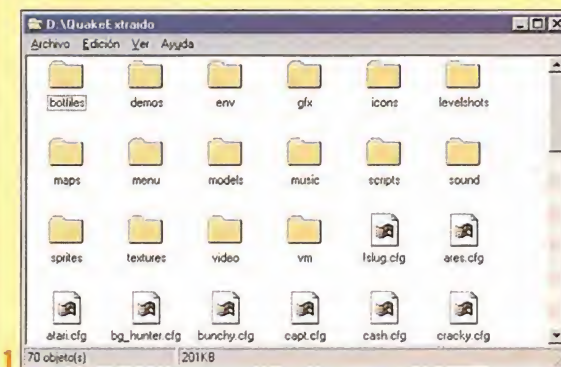 D:\QuakeExtraido
Archivo Edición Ver Ayuda
botfiles demos env gfx icons levelshots
maps menu models music scripts sound
sprites textures video vm !slug.cfg ares.cfg
atari.cfg bg_hunter.cfg bunchy.cfg capt.cfg cash.cfg cracky.cfg
1 70 objeto(s) 201KB